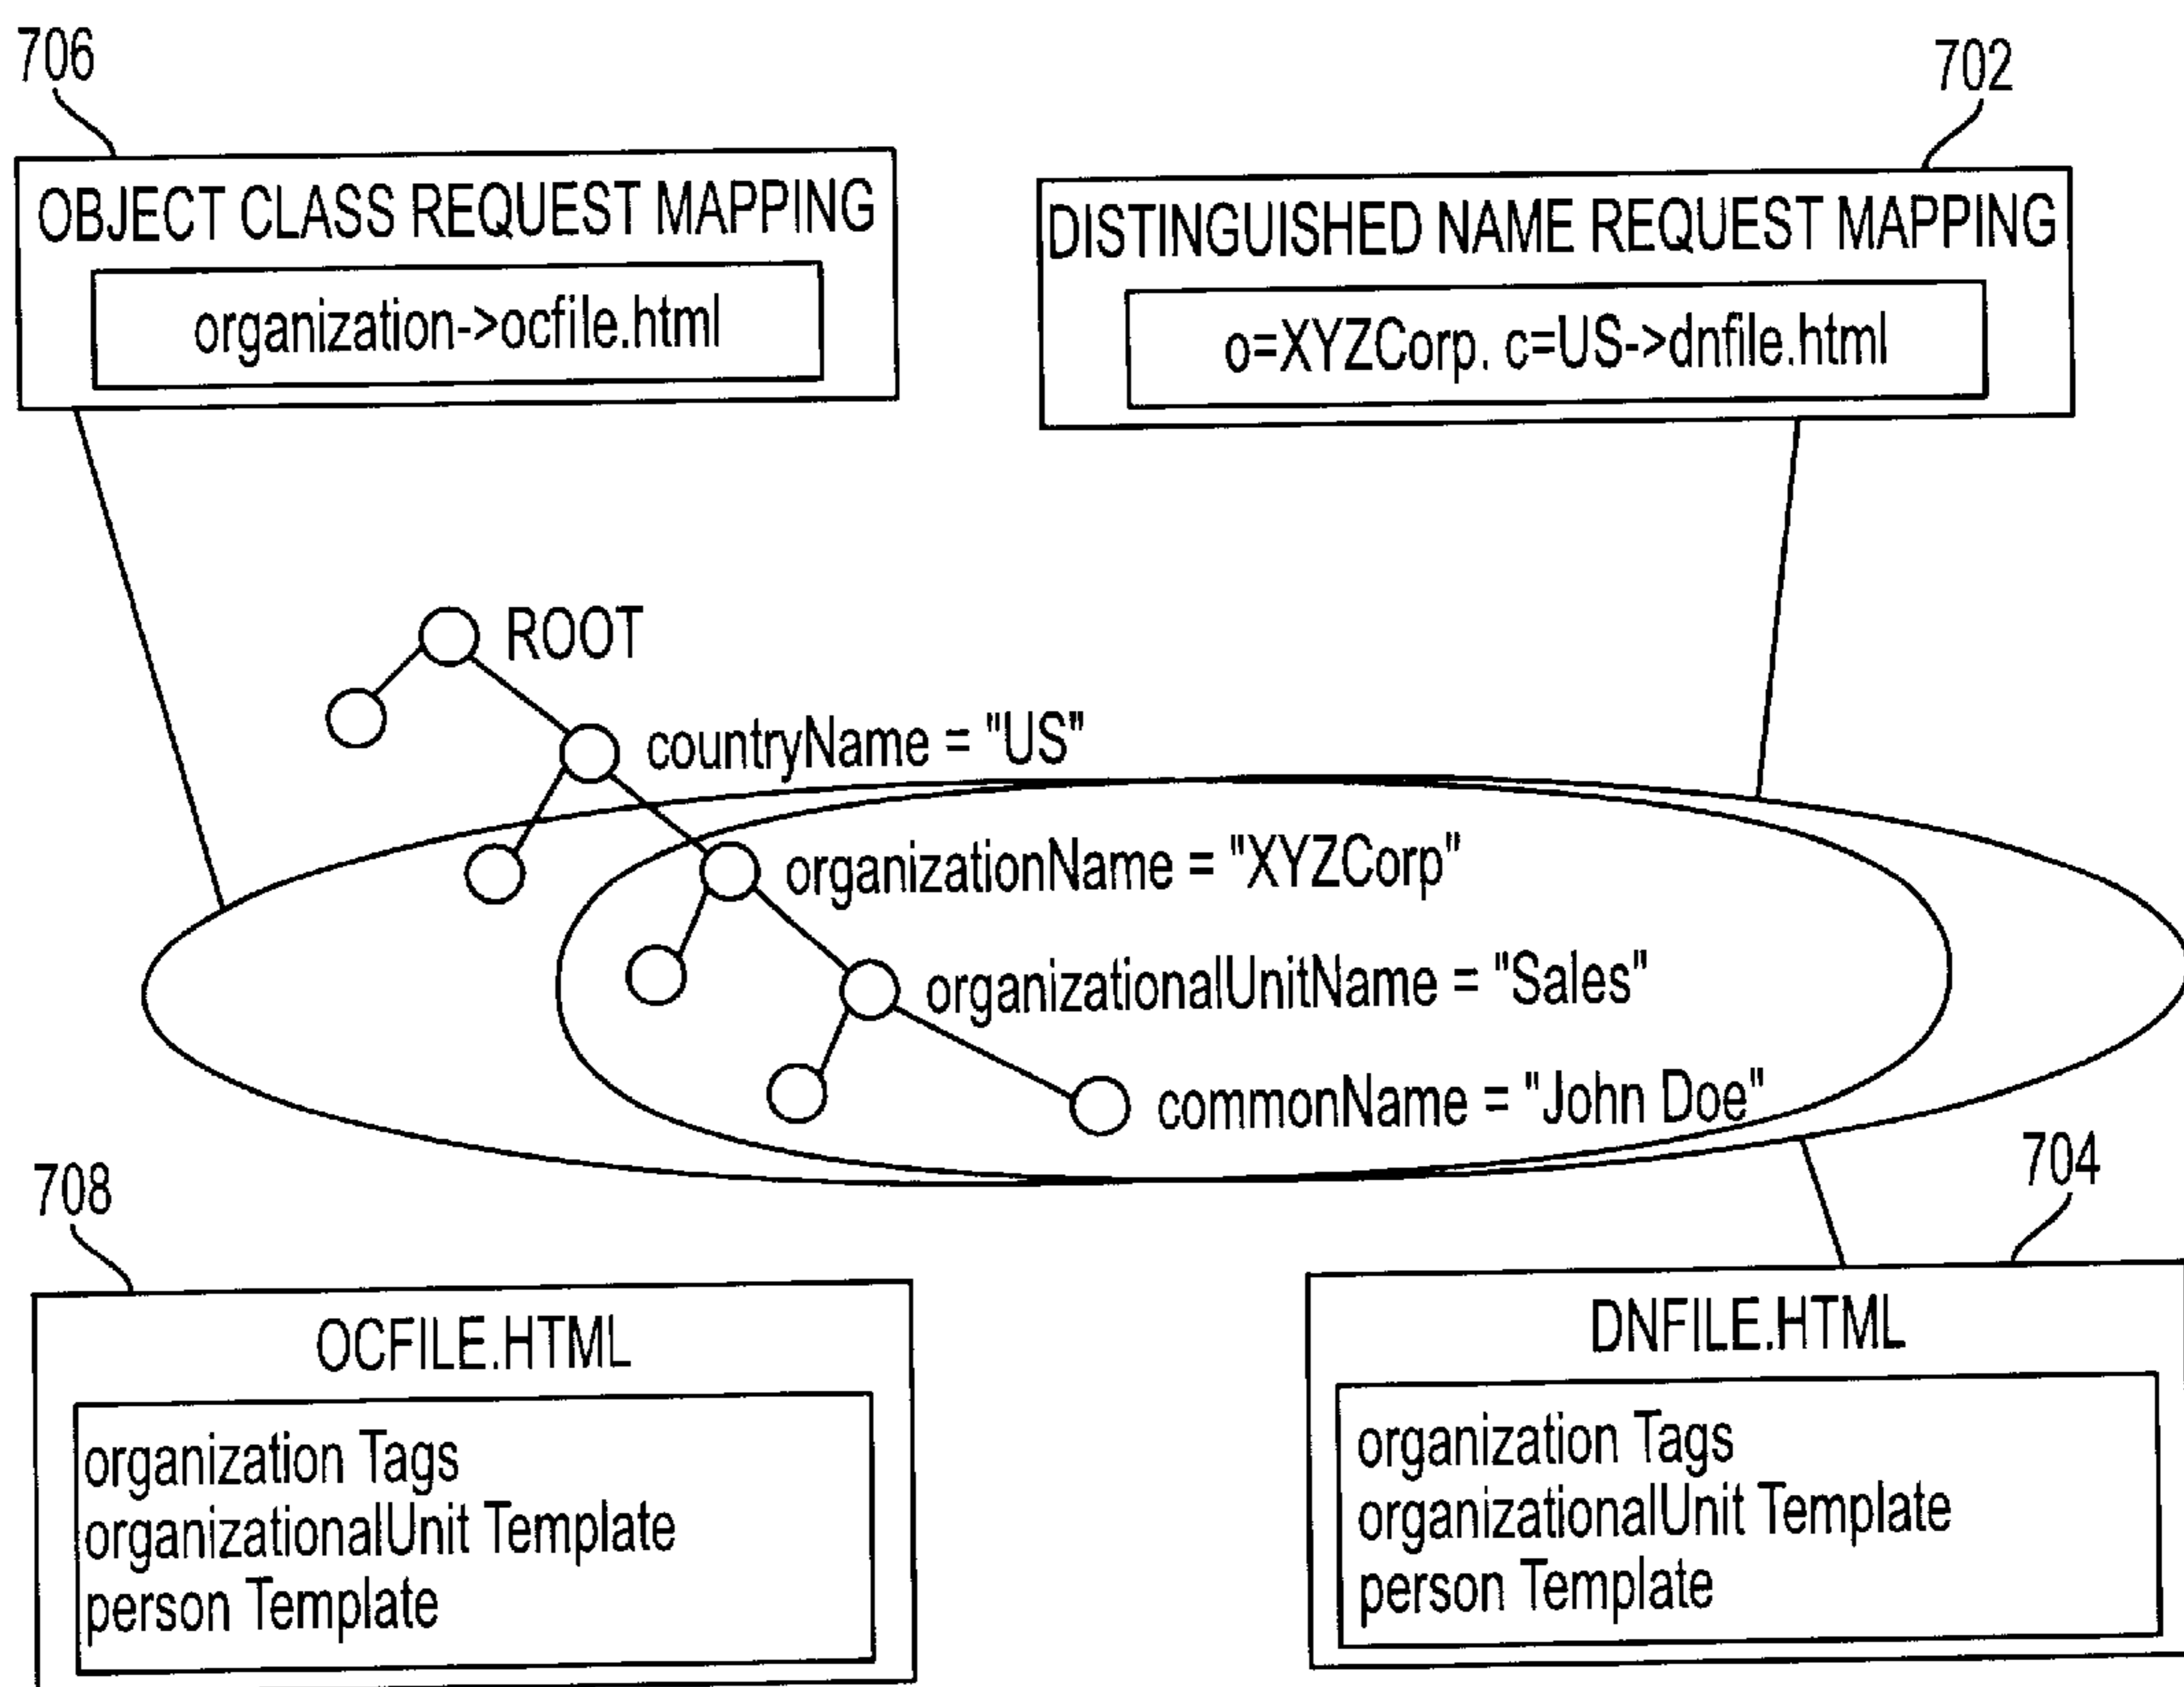 706
702
OBJECT CLASS REQUEST MAPPING
organization->ocfile.html
DISTINGUISHED NAME REQUEST MAPPING
o=XYZCorp. c=US->dnfile.html
ROOT
countryName = "US"
organizationName = "XYZCorp"
organizationalUnitName = "Sales"
commonName = "John Doe"
708
704
OCFILE.HTML
organization Tags
organizationalUnit Template
person Template
DNFILE.HTML
organization Tags
organizationalUnit Template
person Template